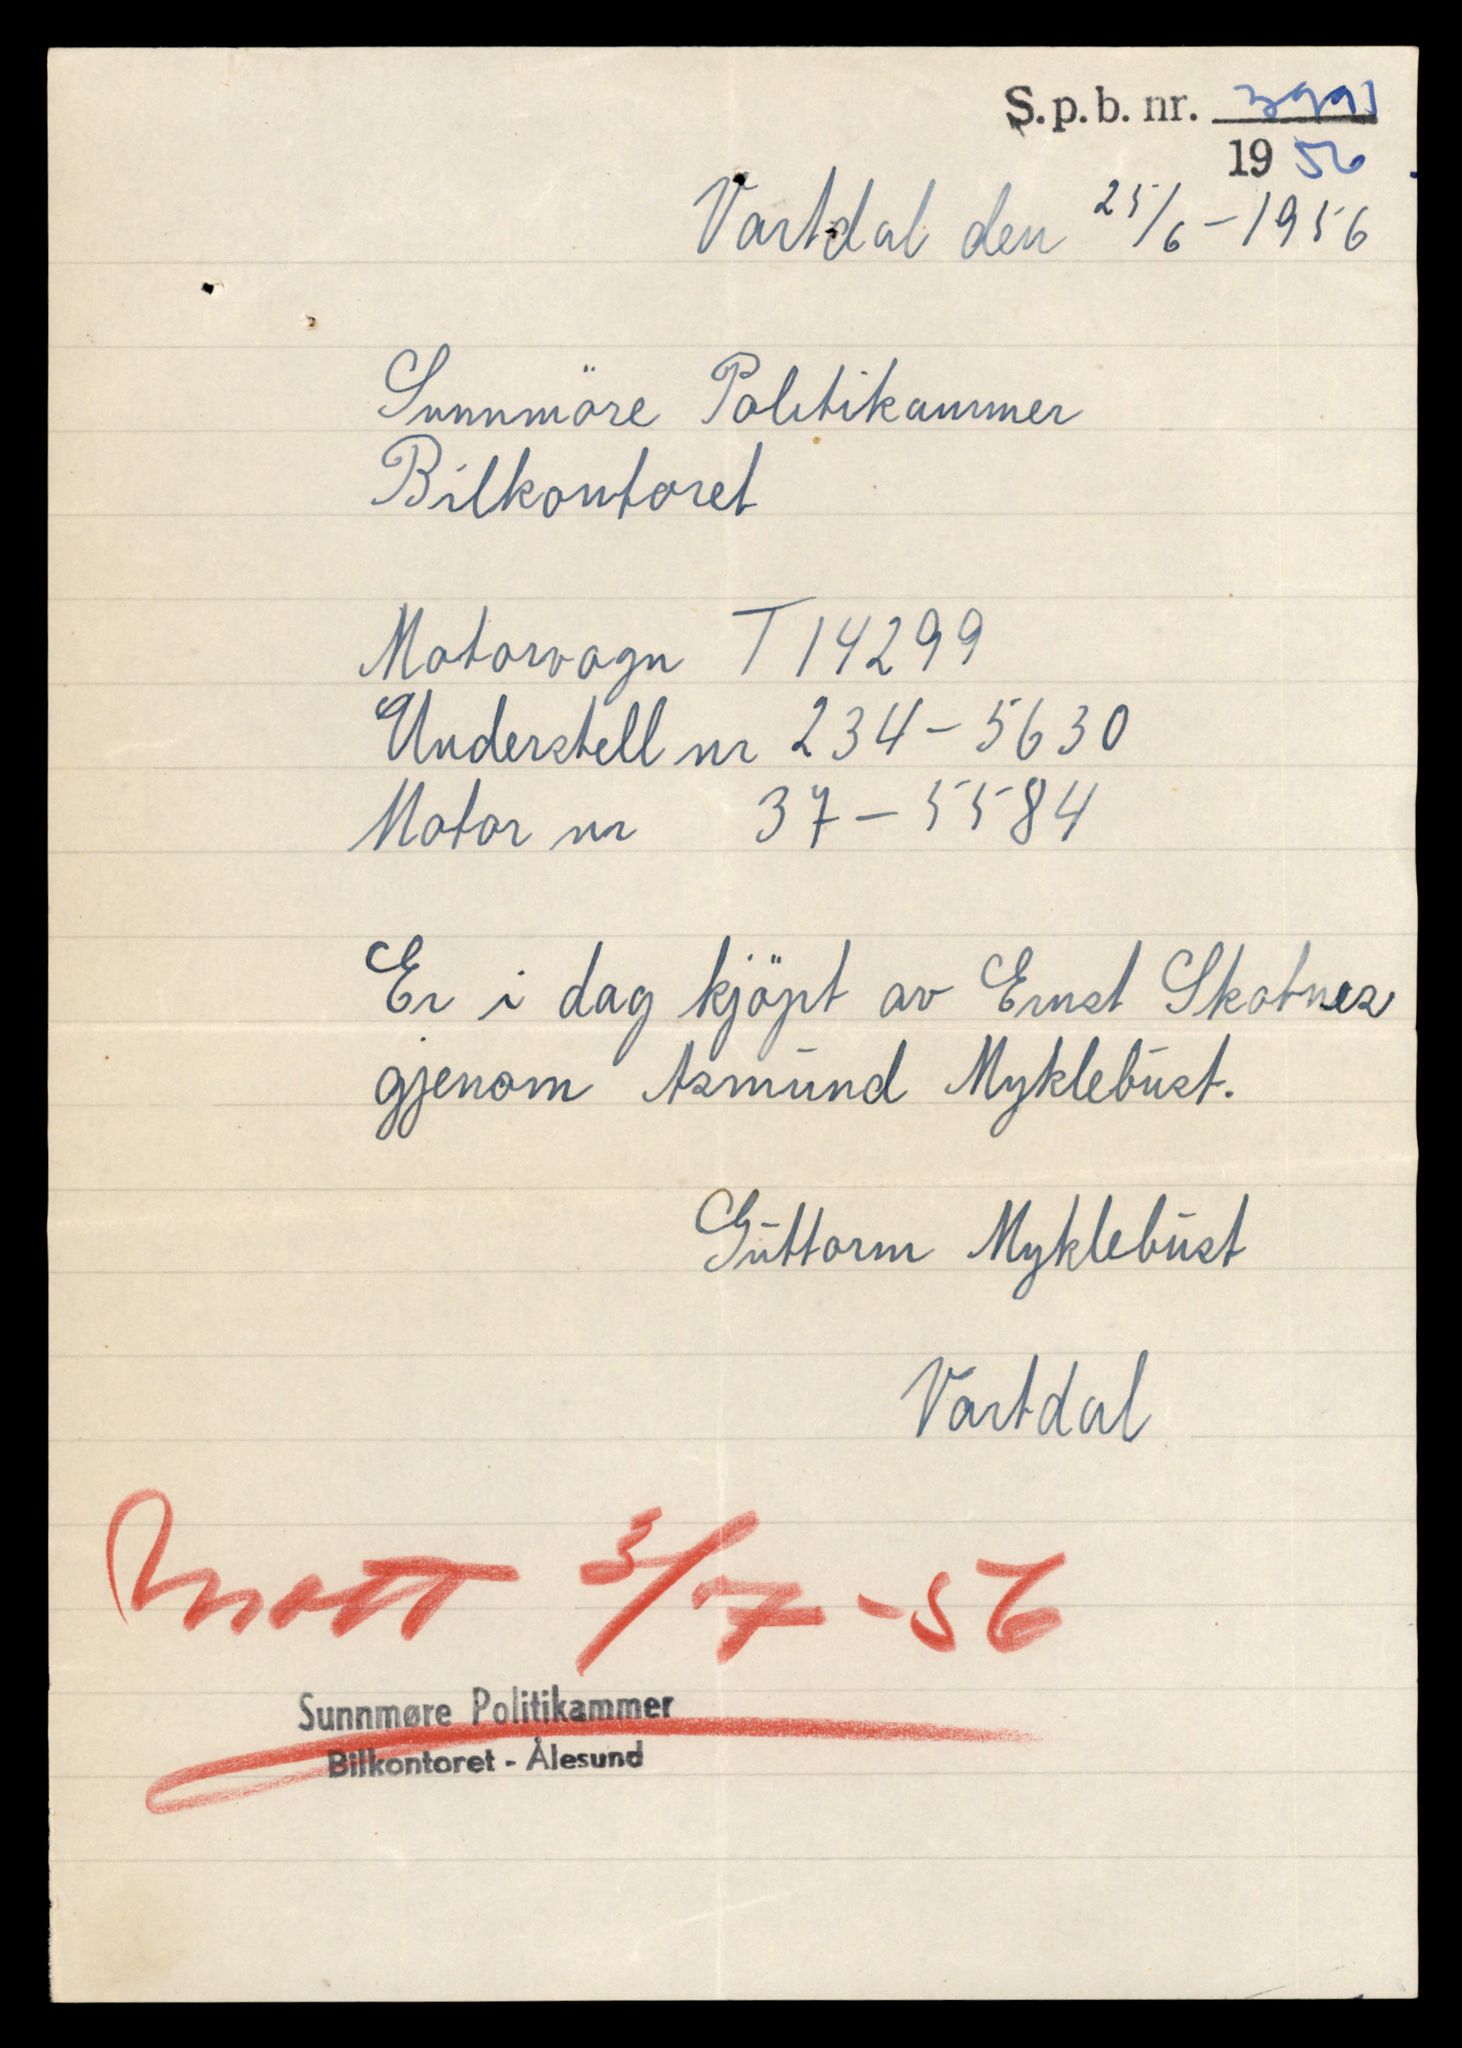 S.p.b. nr. 3991
1956
Vartdal den 25/6-1956
Sunnmöre Politikammer
Bilkontoret
Motorvogn T 14299
Understell nr 234-5630
Motor nr 37-5584
Er i dag kjöpt av Ernst Skotnes
gjenom Asmund Myklebust.
Guttorm Myklebust
Vartdal
Mott 3/7-56
Sunnmøre Politikammer
Bilkontoret - Ålesund